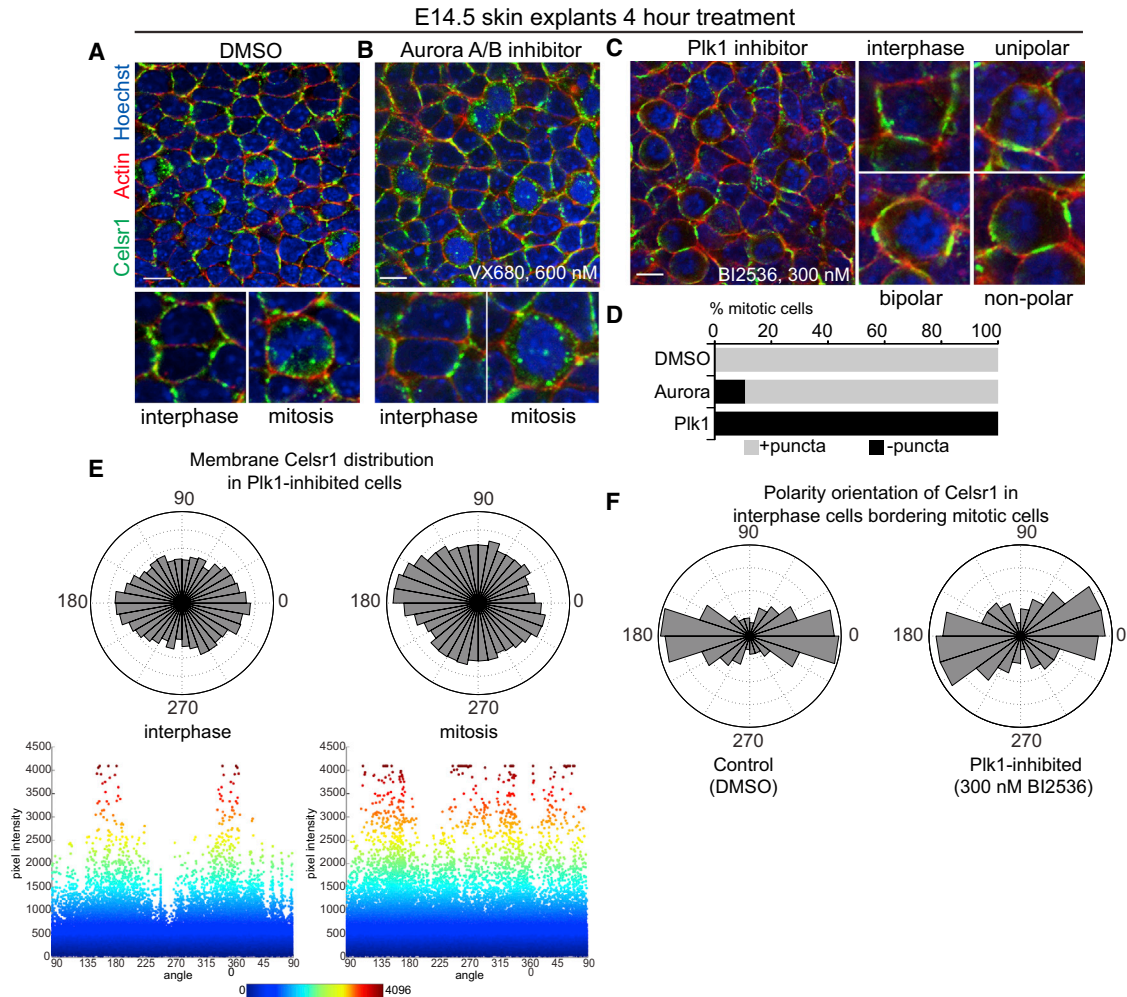 E14.5 skin explants 4 hour treatment
A
DMSO
B
Aurora A/B inhibitor
C
Plk1 inhibitor
interphase
unipolar
Celsr1 Actin Hoechst
VX680, 600 nM
BI2536, 300 nM
bipolar
non-polar
interphase
mitosis
interphase
mitosis
D
% mitotic cells
0 20 40 60 80 100
DMSO
Aurora
Plk1
+puncta
-puncta
E
Membrane Celsr1 distribution
in Plk1-inhibited cells
90
180
0
270
interphase
90
180
0
270
mitosis
F
Polarity orientation of Celsr1 in
interphase cells bordering mitotic cells
90
180
0
270
Control
(DMSO)
90
180
0
270
Plk1-inhibited
(300 nM BI2536)
pixel intensity
4500
4000
3500
3000
2500
2000
1500
1000
500
0
90 135 180 225 270 315 360 45 90
0
angle
pixel intensity
4500
4000
3500
3000
2500
2000
1500
1000
500
0
90 135 180 225 270 315 360 45 90
0
angle
0
4096